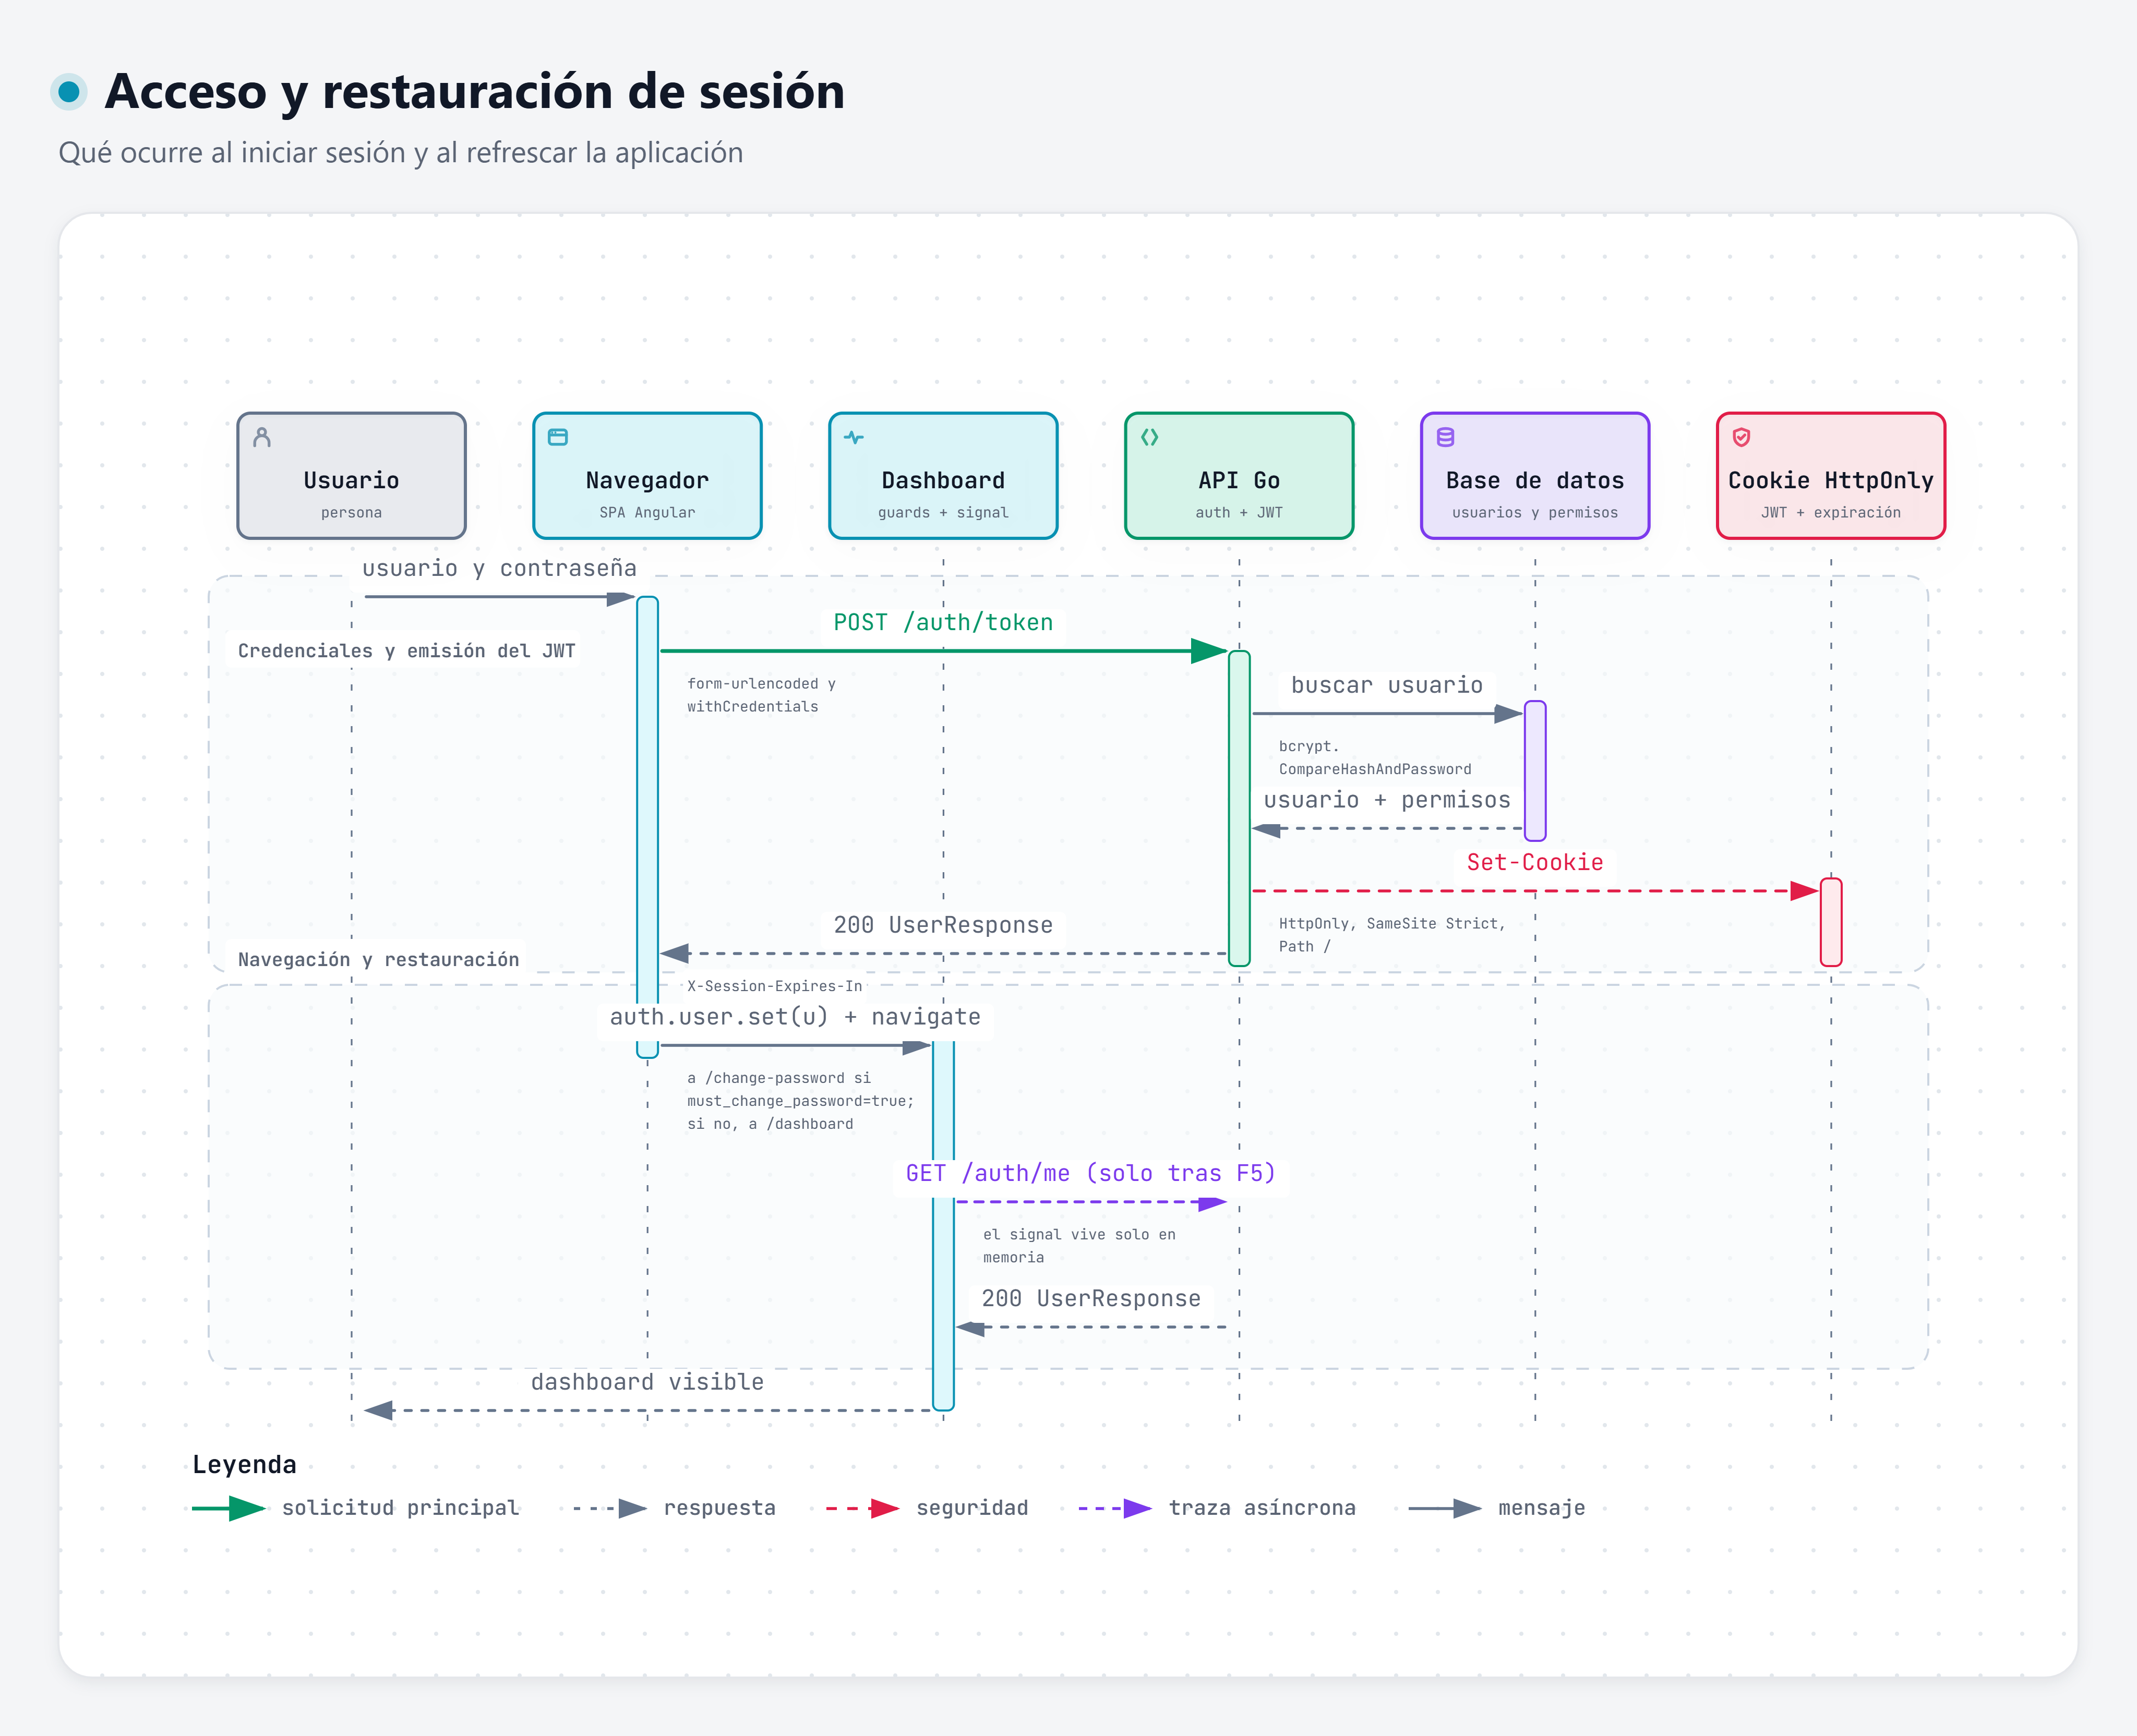 Acceso y restauración de sesión
Qué ocurre al iniciar sesión y al refrescar la aplicación
Usuario
persona
Navegador
SPA Angular
Dashboard
guards + signal
API Go
auth + JWT
Base de datos
usuarios y permisos
Cookie HttpOnly
JWT + expiración
usuario y contraseña
POST /auth/token
Credenciales y emisión del JWT
form-urlencoded y
withCredentials
buscar usuario
bcrypt.
CompareHashAndPassword
usuario + permisos
Set-Cookie
HttpOnly, SameSite Strict,
Path /
200 UserResponse
Navegación y restauración
X-Session-Expires-In
auth.user.set(u) + navigate
a /change-password si
must_change_password=true;
si no, a /dashboard
GET /auth/me (solo tras F5)
el signal vive solo en
memoria
200 UserResponse
dashboard visible
Leyenda
solicitud principal
respuesta
seguridad
traza asíncrona
mensaje